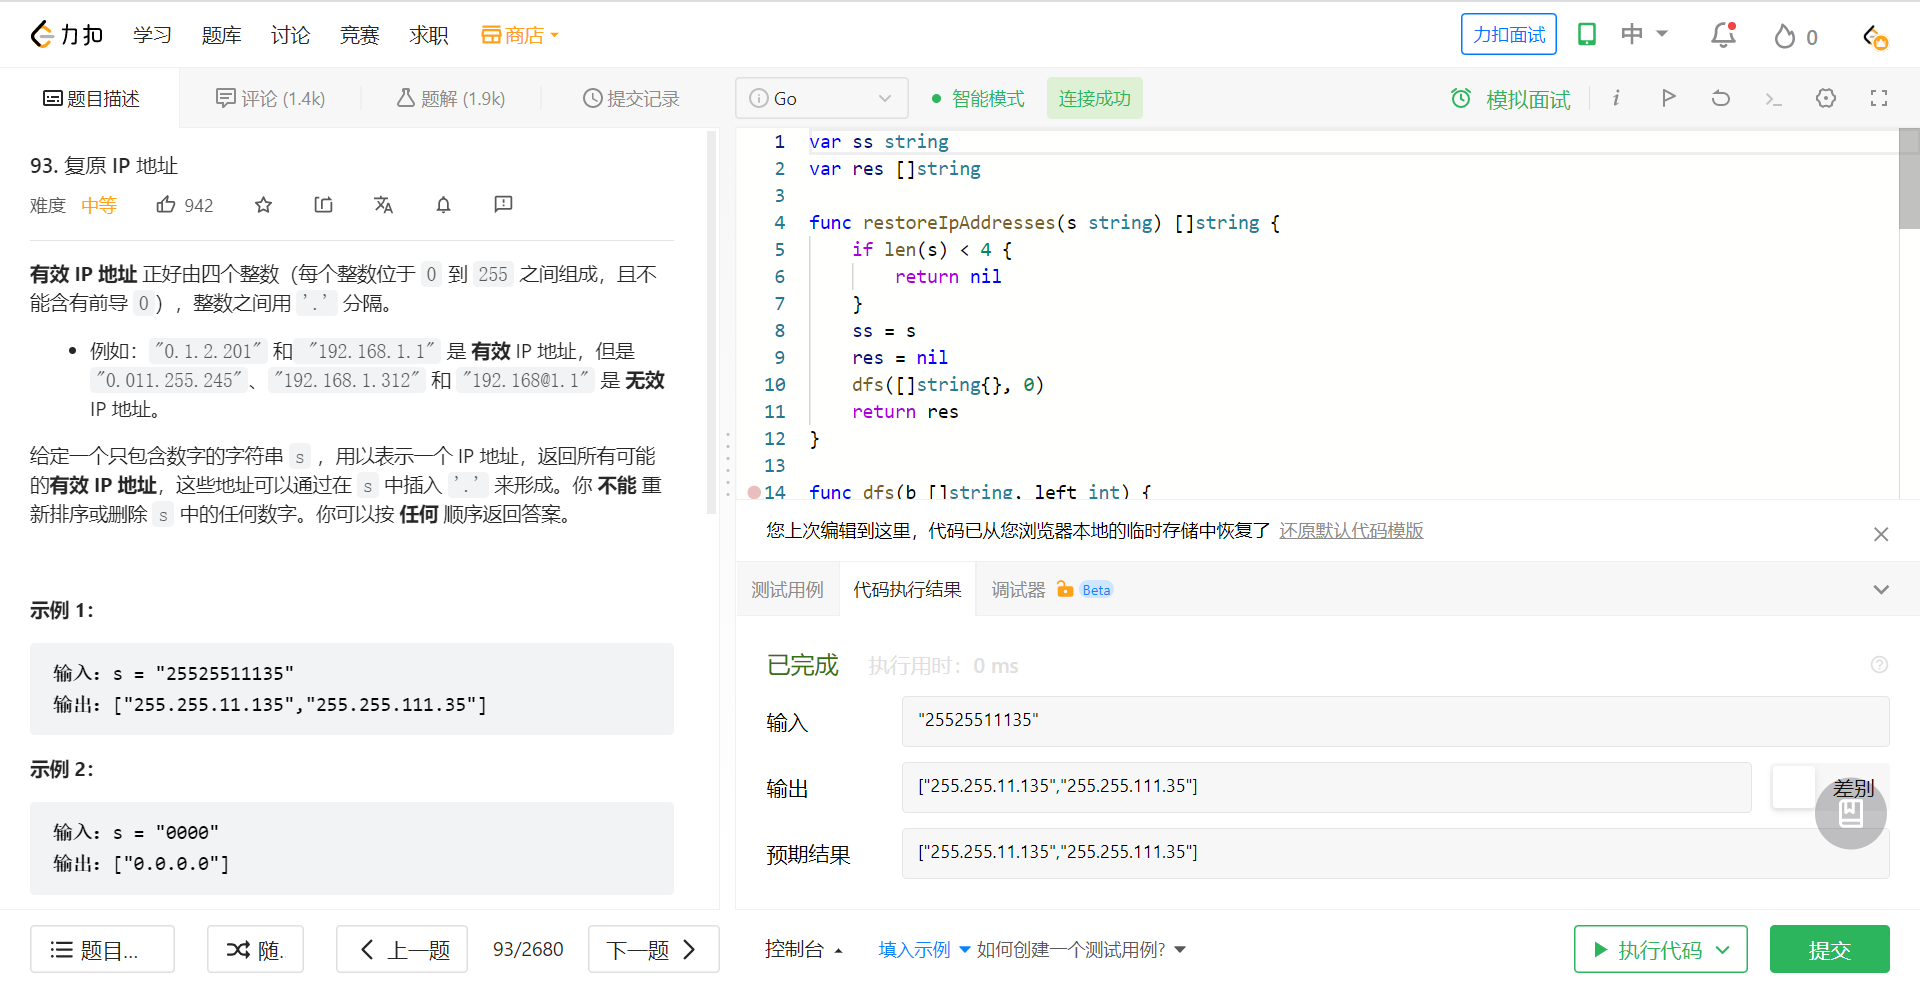 力扣 学习 题库 讨论 竞赛 求职 商店 力扣面试 中 0
题目描述 评论 (1.4k) 题解 (1.9k) 提交记录
93. 复原 IP 地址
难度 中等 942
有效 IP 地址 正好由四个整数（每个整数位于 0 到 255 之间组成，且不
能含有前导 0 ），整数之间用 '.' 分隔。
• 例如："0.1.2.201" 和 "192.168.1.1" 是 有效 IP 地址，但是
"0.011.255.245"、"192.168.1.312" 和 "192.168@1.1" 是 无效
IP 地址。
给定一个只包含数字的字符串 s ，用以表示一个 IP 地址，返回所有可能
的有效 IP 地址，这些地址可以通过在 s 中插入 '.' 来形成。你 不能 重
新排序或删除 s 中的任何数字。你可以按 任何 顺序返回答案。
示例 1：
输入：s = "25525511135"
输出：["255.255.11.135","255.255.111.35"]
示例 2：
输入：s = "0000"
输出：["0.0.0.0"]
题目... 随. 上一题 93/2680 下一题
Go 智能模式 连接成功 模拟面试
1 var ss string
2 var res []string
3
4 func restoreIpAddresses(s string) []string {
5 if len(s) < 4 {
6 return nil
7 }
8 ss = s
9 res = nil
10 dfs([]string{}, 0)
11 return res
12 }
13
14 func dfs(b []string, left int) {
您上次编辑到这里，代码已从您浏览器本地的临时存储中恢复了 还原默认代码模版
测试用例 代码执行结果 调试器 Beta
已完成 执行用时：0 ms
输入 "25525511135"
输出 ["255.255.11.135","255.255.111.35"] 差别
预期结果 ["255.255.11.135","255.255.111.35"]
控制台 填入示例 如何创建一个测试用例? 执行代码 提交